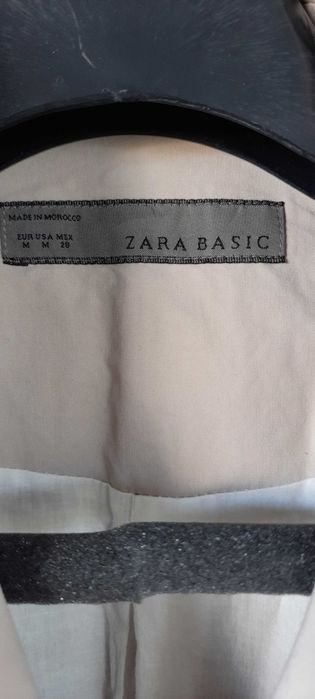 MADE IN MOROCCO
EUR USA MEX
M M 28
ZARA BASIC